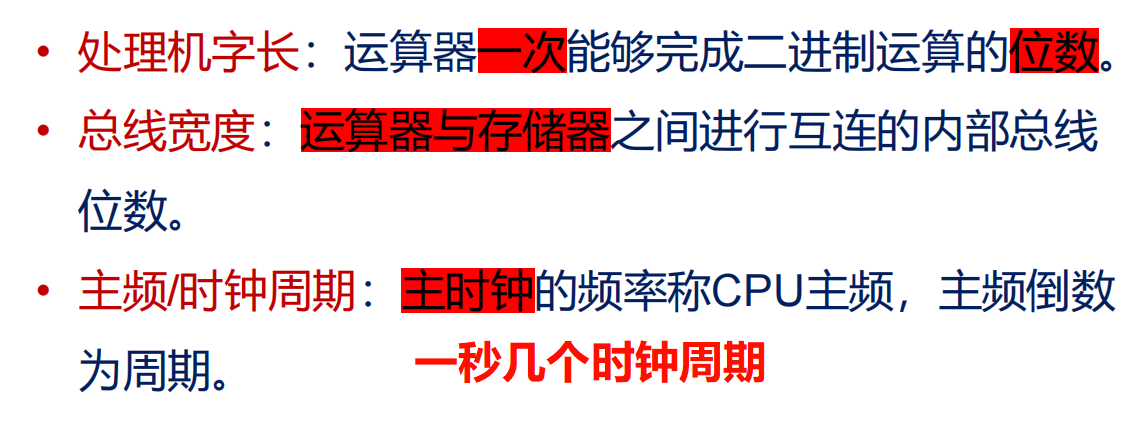 • 处理机字长：运算器一次能够完成二进制运算的位数。
• 总线宽度：运算器与存储器之间进行互连的内部总线
位数。
• 主频/时钟周期：主时钟的频率称CPU主频，主频倒数
为周期。
一秒几个时钟周期